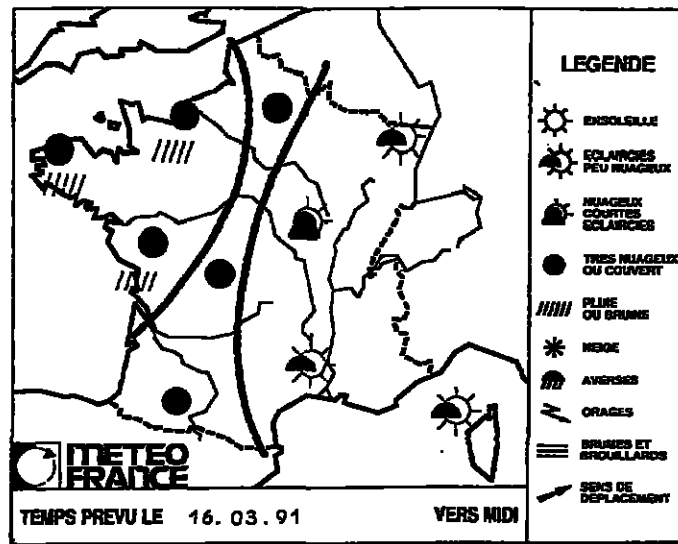 LEGENDE
ENSOLEILLE
ECLAIRCIES
PEU NUAGEUX
NUAGEUX
COURTES
ECLAIRCIES
TRES NUAGEUX
OU COUVERT
PLUIE
OU BRUINE
NEIGE
AVERSES
ORAGES
BRUMES ET
BROUILLARDS
SENS DE
DEPLACEMENT
METEO
FRANCE
TEMPS PREVU LE 16.03.91 VERS MIDI